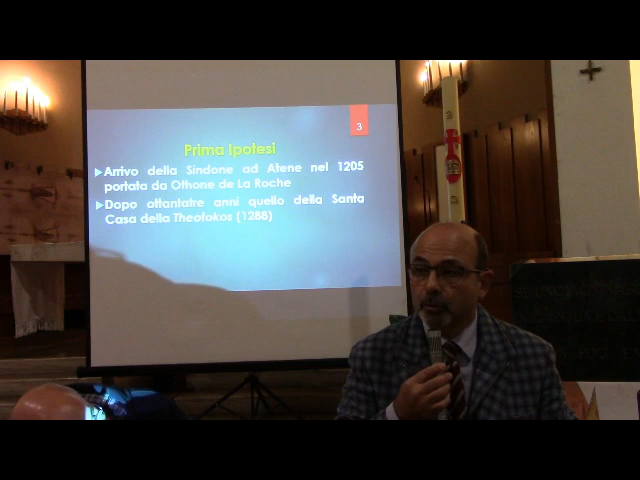 3
Prima Ipotesi
Arrivo della Sindone ad Atene nel 1205
portata da Othone de La Roche
Dopo ottantatre anni quello della Santa
Casa della Theotokos (1288)